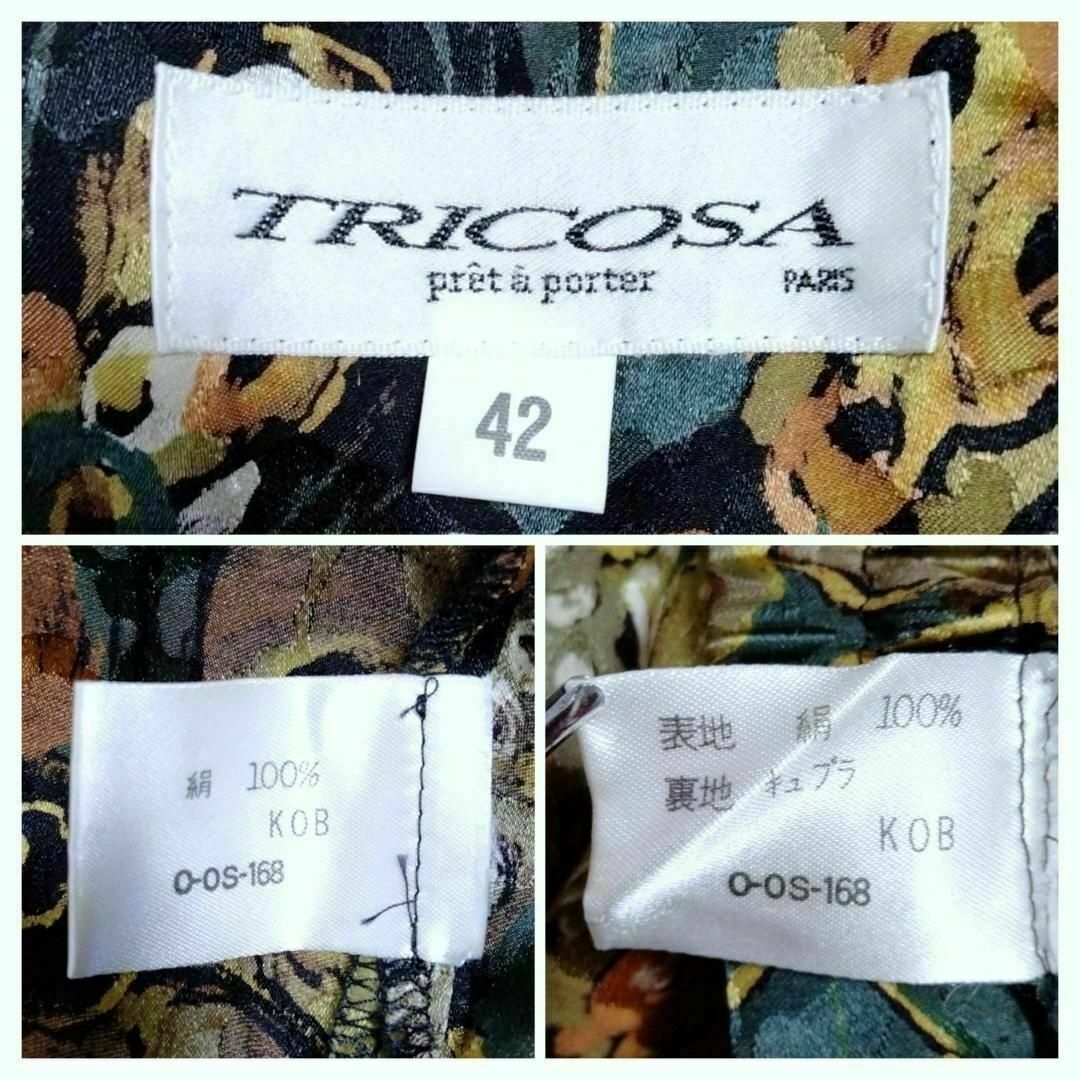 TRICOSA
prêt à porter PARIS
42
絹 100%
KOB
O-OS-168
表地 絹 100%
裏地 キュプラ
KOB
O-OS-168